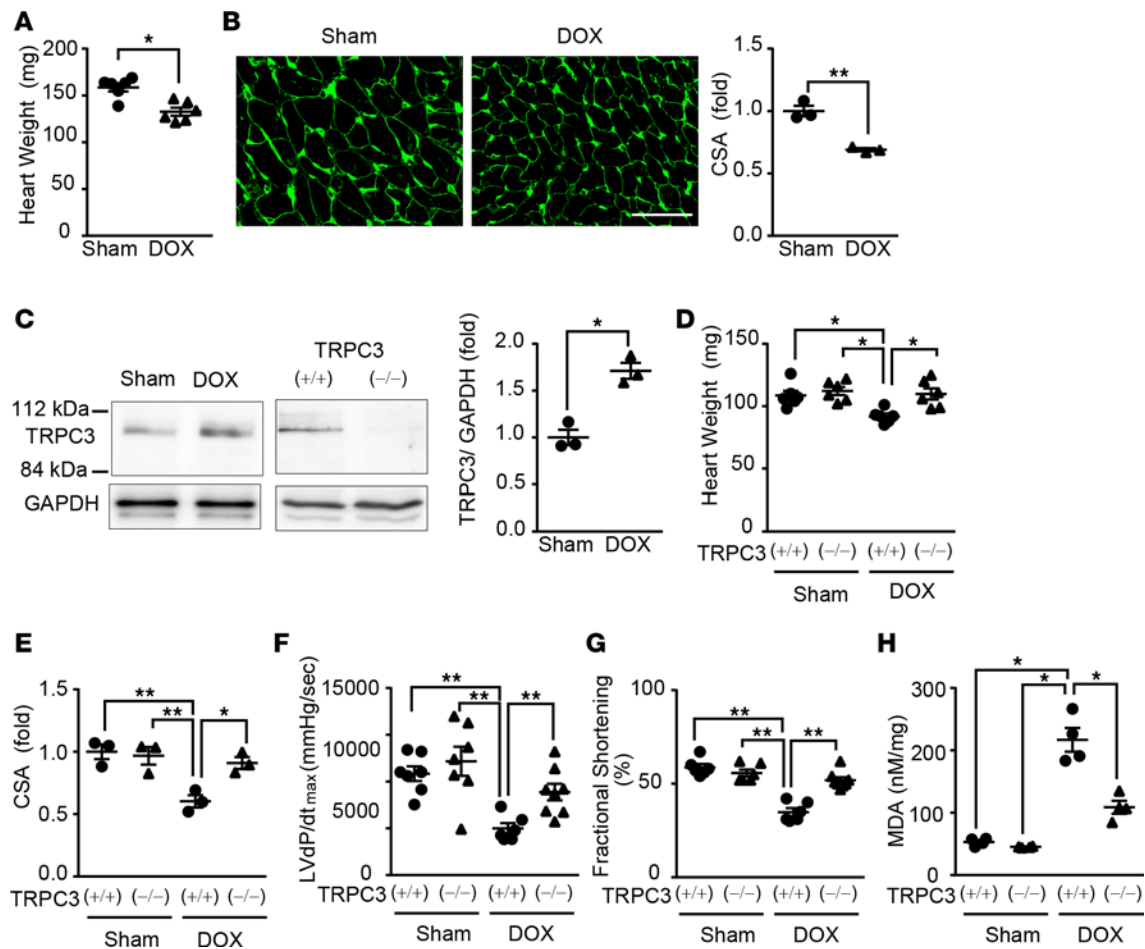 A
Heart Weight (mg)
200
150
100
50
0
*
Sham DOX
B
Sham DOX
CSA (fold)
1.5
1.0
0.5
0.0
**
Sham DOX
C
Sham DOX
TRPC3
(+/+) (−/−)
112 kDa
TRPC3
84 kDa
GAPDH
TRPC3/ GAPDH (fold)
2.0
1.5
1.0
0.5
0.0
*
Sham DOX
D
Heart Weight (mg)
150
100
50
0
*
* *
TRPC3 (+/+) (−/−) (+/+) (−/−)
Sham DOX
E
CSA (fold)
1.5
1.0
0.5
0.0
**
** *
TRPC3 (+/+) (−/−) (+/+) (−/−)
Sham DOX
F
LVdP/dt max (mmHg/sec)
15000
10000
5000
0
**
** **
TRPC3 (+/+) (−/−) (+/+) (−/−)
Sham DOX
G
Fractional Shortening
(%)
100
50
0
**
** **
TRPC3 (+/+) (−/−) (+/+) (−/−)
Sham DOX
H
MDA (nM/mg)
300
200
100
0
*
* *
TRPC3 (+/+) (−/−) (+/+) (−/−)
Sham DOX